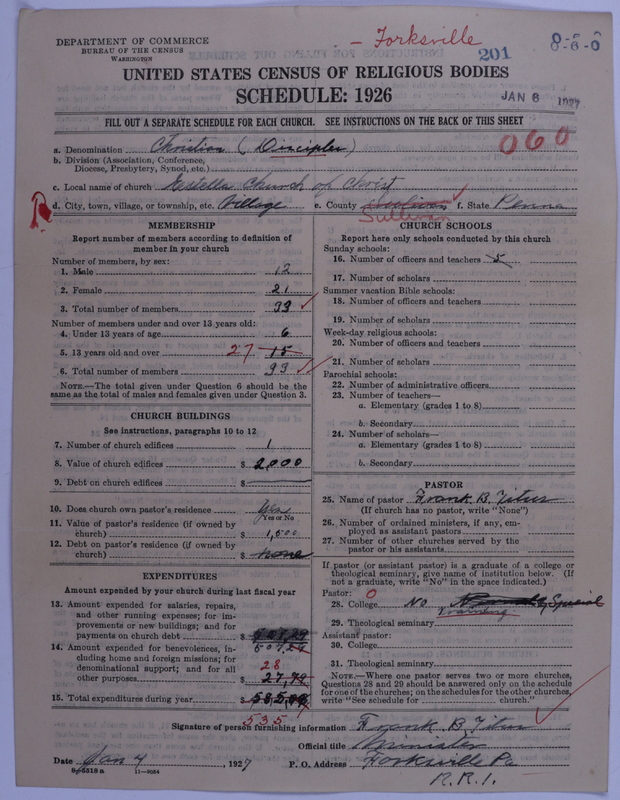 DEPARTMENT OF COMMERCE
BUREAU OF THE CENSUS
WASHINGTON
- Forksville
201
8-8-0
UNITED STATES CENSUS OF RELIGIOUS BODIES
SCHEDULE: 1926
JAN 8 1927
FILL OUT A SEPARATE SCHEDULE FOR EACH CHURCH. SEE INSTRUCTIONS ON THE BACK OF THIS SHEET
060
a. Denomination Christian (Disciples)
b. Division (Association, Conference,
Diocese, Presbytery, Synod, etc.)
c. Local name of church Estella Church of Christ
d. City, town, village, or township, etc. Village e. County Sullivan f. State Penna
MEMBERSHIP
Report number of members according to definition of
member in your church
Number of members, by sex:
1. Male 12
2. Female 21
3. Total number of members 33
Number of members under and over 13 years old:
4. Under 13 years of age 6
5. 13 years old and over 27 15
6. Total number of members 33
NOTE.—The total given under Question 6 should be the
same as the total of males and females given under Question 3.
CHURCH BUILDINGS
See instructions, paragraphs 10 to 12
7. Number of church edifices 1
8. Value of church edifices $ 2,000
9. Debt on church edifices $
10. Does church own pastor's residence Yes
Yes or No
11. Value of pastor's residence (if owned by
church) $ 1,500
12. Debt on pastor's residence (if owned by
church) $ none
EXPENDITURES
Amount expended by your church during last fiscal year
13. Amount expended for salaries, repairs,
and other running expenses; for im-
provements or new buildings; and for
payments on church debt $ 507.29
14. Amount expended for benevolences, in-
cluding home and foreign missions; for
denominational support; and for all
other purposes $ 27.79
507.29
28
15. Total expenditures during year $
535
CHURCH SCHOOLS
Report here only schools conducted by this church
Sunday schools:
16. Number of officers and teachers 5
17. Number of scholars
Summer vacation Bible schools:
18. Number of officers and teachers
19. Number of scholars
Week-day religious schools:
20. Number of officers and teachers
21. Number of scholars
Parochial schools:
22. Number of administrative officers
23. Number of teachers—
a. Elementary (grades 1 to 8)
b. Secondary
24. Number of scholars—
a. Elementary (grades 1 to 8)
b. Secondary
PASTOR
25. Name of pastor Frank B. Titus
(If church has no pastor, write "None")
26. Number of ordained ministers, if any, em-
ployed as assistant pastors
27. Number of other churches served by the
pastor or his assistants
If pastor (or assistant pastor) is a graduate of a college or
theological seminary, give name of institution below. (If
not a graduate, write "No" in the space indicated.)
Pastor: 0
28. College No Special
training
29. Theological seminary
Assistant pastor:
30. College
31. Theological seminary
NOTE.—Where one pastor serves two or more churches,
Questions 28 and 29 should be answered only on the schedule
for one of the churches; on the schedules for the other churches,
write "See schedule for church."
Signature of person furnishing information Frank B. Titus
Official title Minister
Date Jan 4 1927 P. O. Address Forksville Pa
R.R.1.
8-5518 a 11-9084